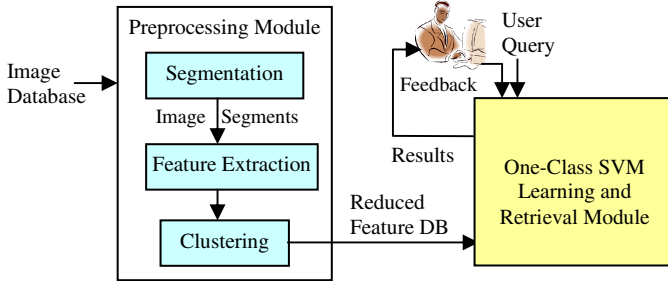 Image
Database
Preprocessing Module
Segmentation
Image Segments
Feature Extraction
Clustering
Reduced
Feature DB
User
Query
Feedback
Results
One-Class SVM
Learning and
Retrieval Module